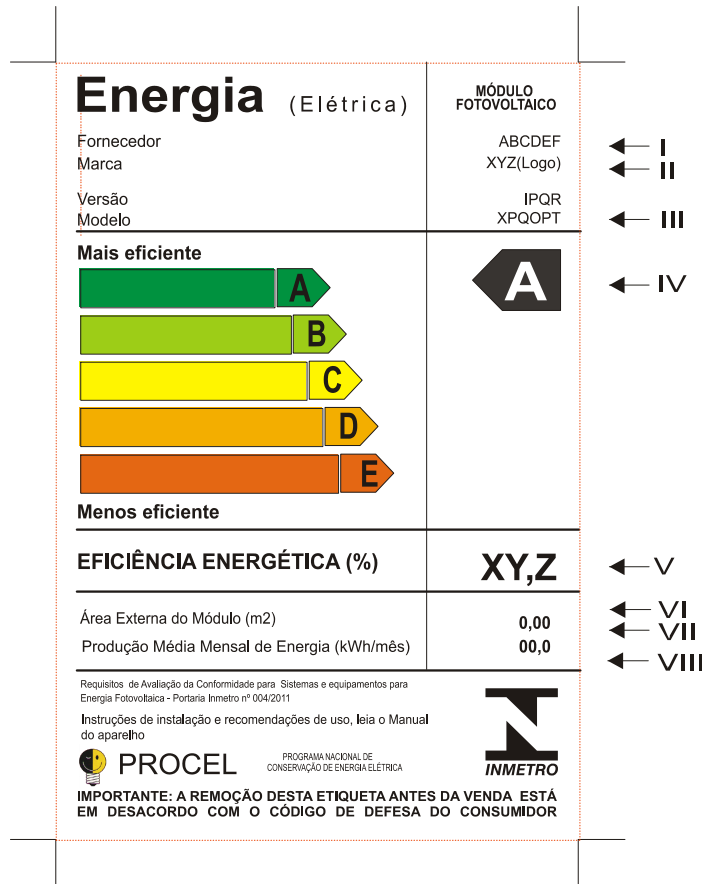 Energia (Elétrica)
MÓDULO
FOTOVOLTAICO
Fornecedor ABCDEF I
Marca XYZ(Logo) II
Versão IPQR
Modelo XPQOPT III
Mais eficiente
A A IV
B
C
D
E
Menos eficiente
EFICIÊNCIA ENERGÉTICA (%) XY,Z V
VI
Área Externa do Módulo (m2) 0,00 VII
Produção Média Mensal de Energia (kWh/mês) 00,0
VIII
Requisitos de Avaliação da Conformidade para Sistemas e equipamentos para
Energia Fotovoltaica - Portaria Inmetro nº 004/2011
Instruções de instalação e recomendações de uso, leia o Manual
do aparelho
PROCEL
PROGRAMA NACIONAL DE
CONSERVAÇÃO DE ENERGIA ELÉTRICA
INMETRO
IMPORTANTE: A REMOÇÃO DESTA ETIQUETA ANTES DA VENDA ESTÁ
EM DESACORDO COM O CÓDIGO DE DEFESA DO CONSUMIDOR